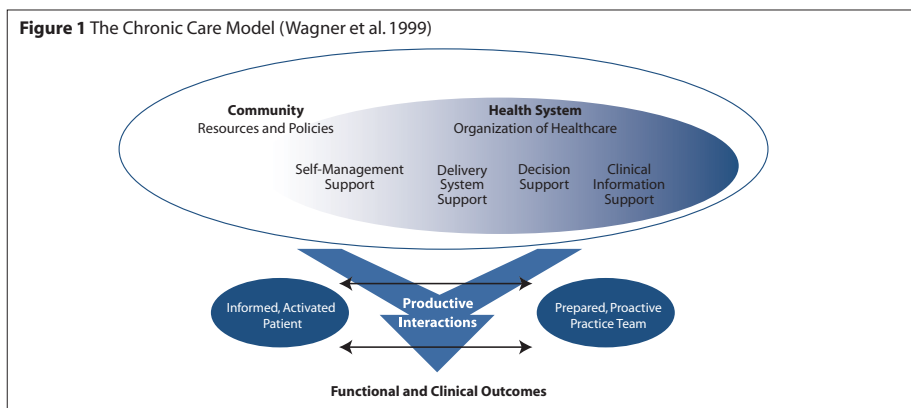 Figure 1 The Chronic Care Model (Wagner et al. 1999)
Community
Resources and Policies
Health System
Organization of Healthcare
Self-Management
Support
Delivery
System
Support
Decision
Support
Clinical
Information
Support
Informed, Activated
Patient
Productive
Interactions
Prepared, Proactive
Practice Team
Functional and Clinical Outcomes